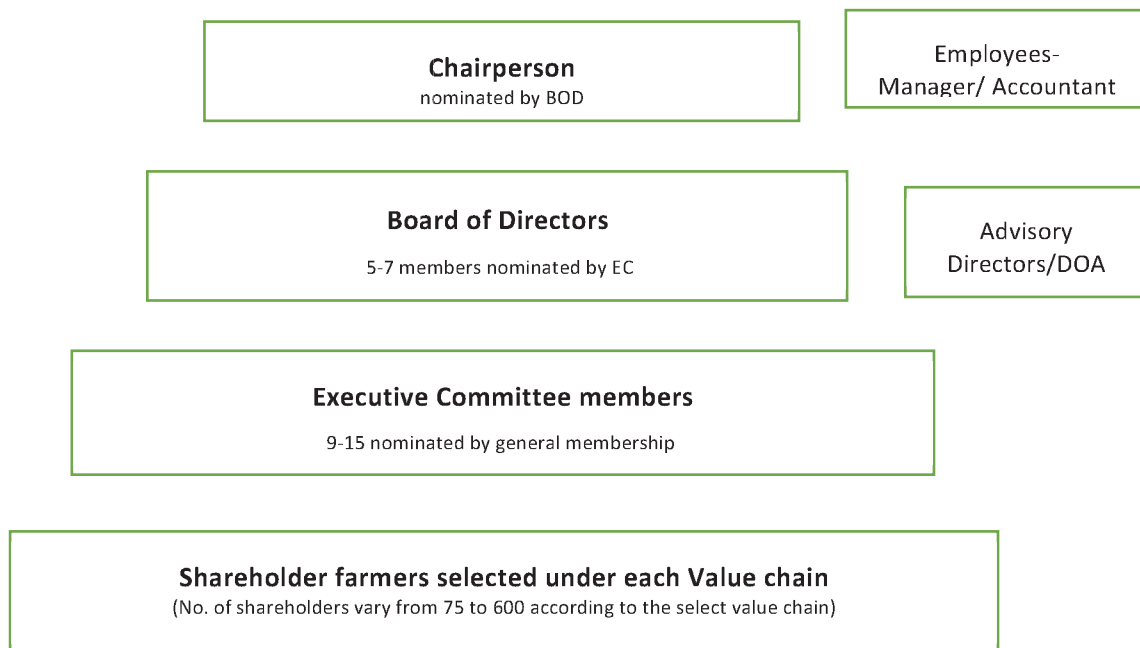 Chairperson
nominated by BOD
Employees-
Manager/ Accountant
Board of Directors
5-7 members nominated by EC
Advisory
Directors/DOA
Executive Committee members
9-15 nominated by general membership
Shareholder farmers selected under each Value chain
(No. of shareholders vary from 75 to 600 according to the select value chain)